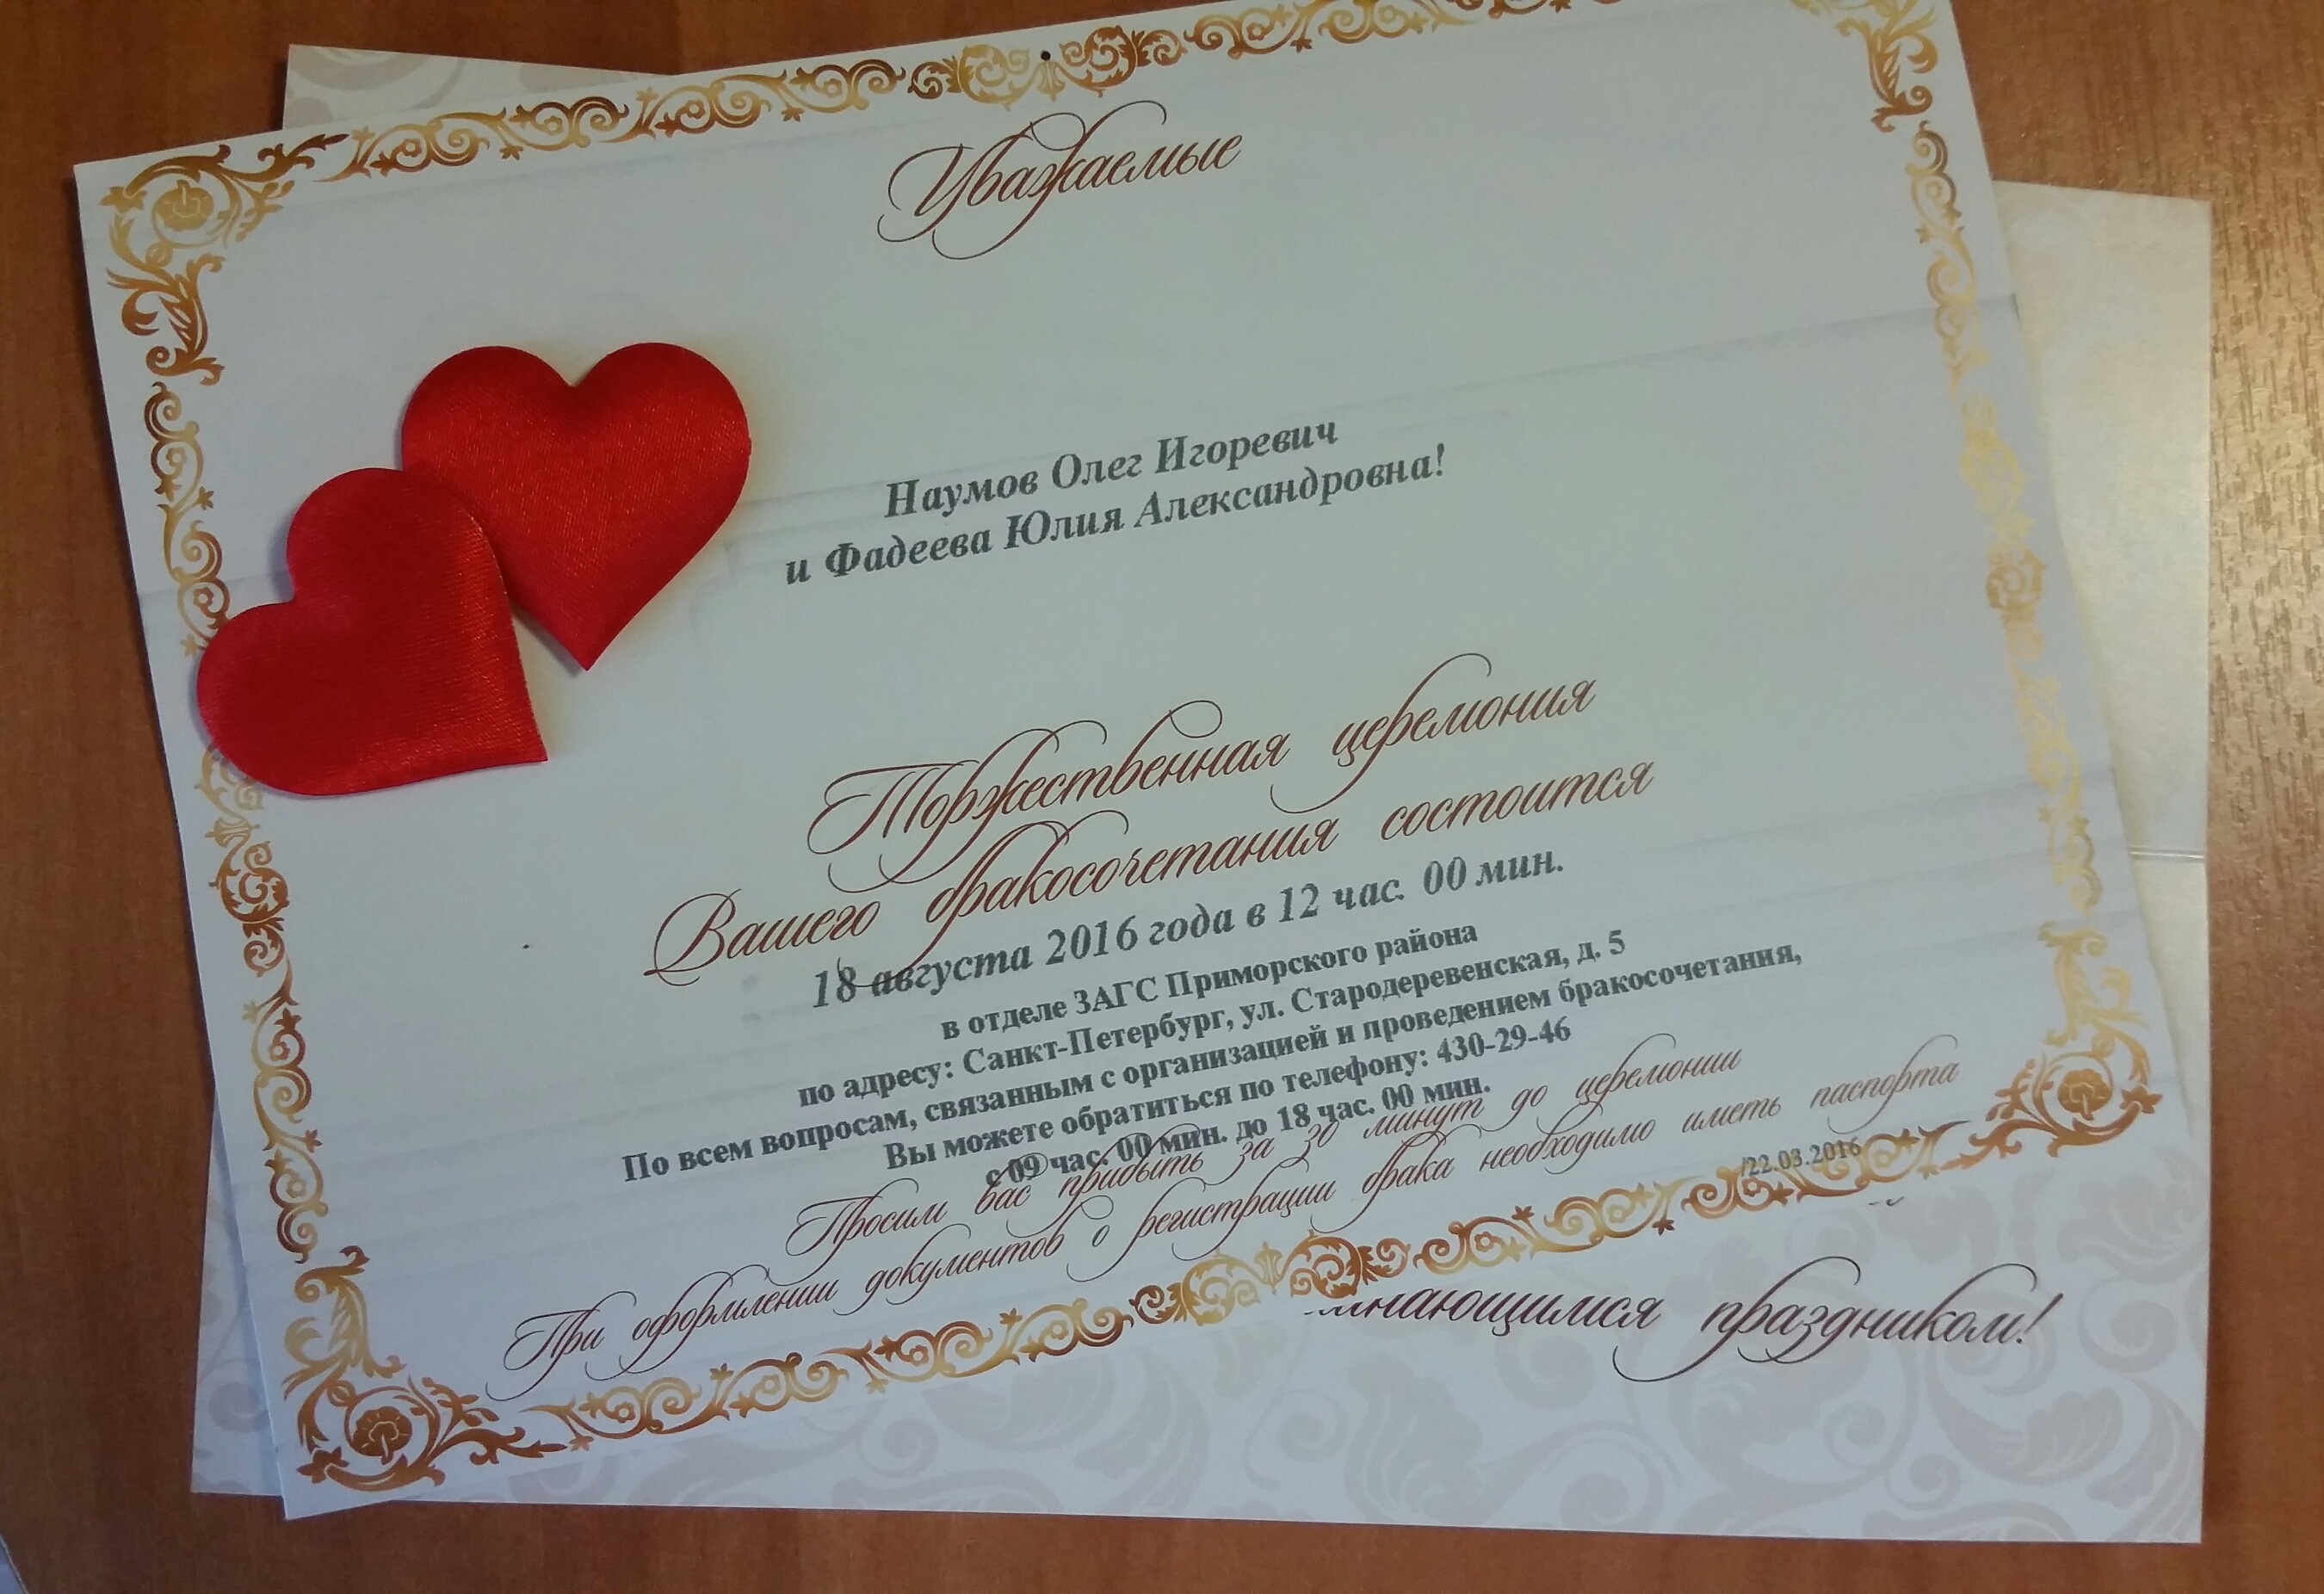 Уважаемые
Наумов Олег Игоревич
и Фадеева Юлия Александровна!
Торжественная церемония
Вашего бракосочетания состоится
18 августа 2016 года в 12 час. 00 мин.
в отделе ЗАГС Приморского района
по адресу: Санкт-Петербург, ул. Стародеревенская, д. 5
По всем вопросам, связанным с организацией и проведением бракосочетания,
Вы можете обратиться по телефону: 430-29-46
с 09 час. 00 мин. до 18 час. 00 мин.
Просим вас прибыть за 30 минут до церемонии
При оформлении документов о регистрации брака необходимо иметь паспорта
/22.03.2016
инающимся праздником!